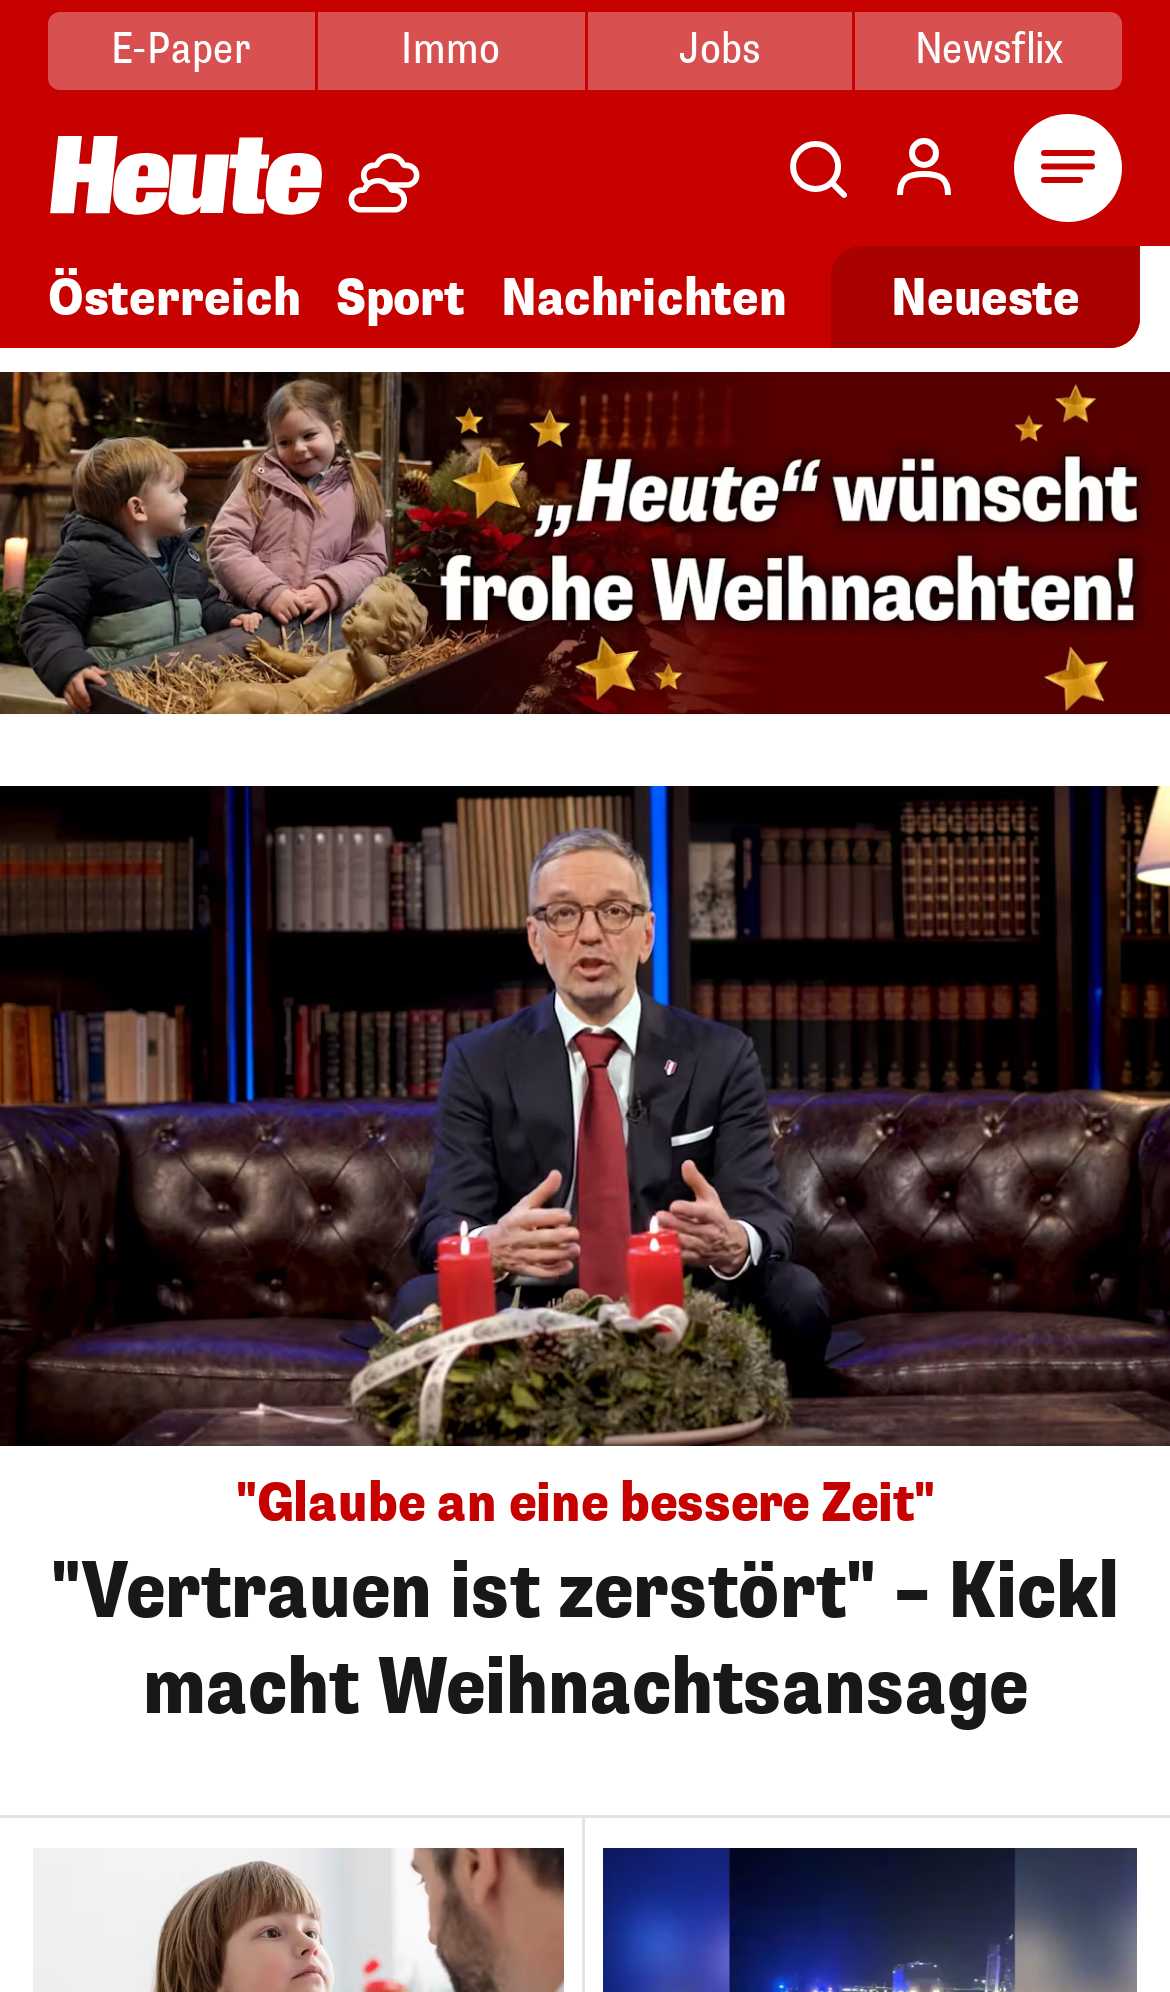 E-Paper
Immo
Jobs
Newsflix
Heute
Österreich
Sport
Nachrichten
Neueste
„Heute“ wünscht
frohe Weihnachten!
"Glaube an eine bessere Zeit"
"Vertrauen ist zerstört" – Kickl
macht Weihnachtsansage